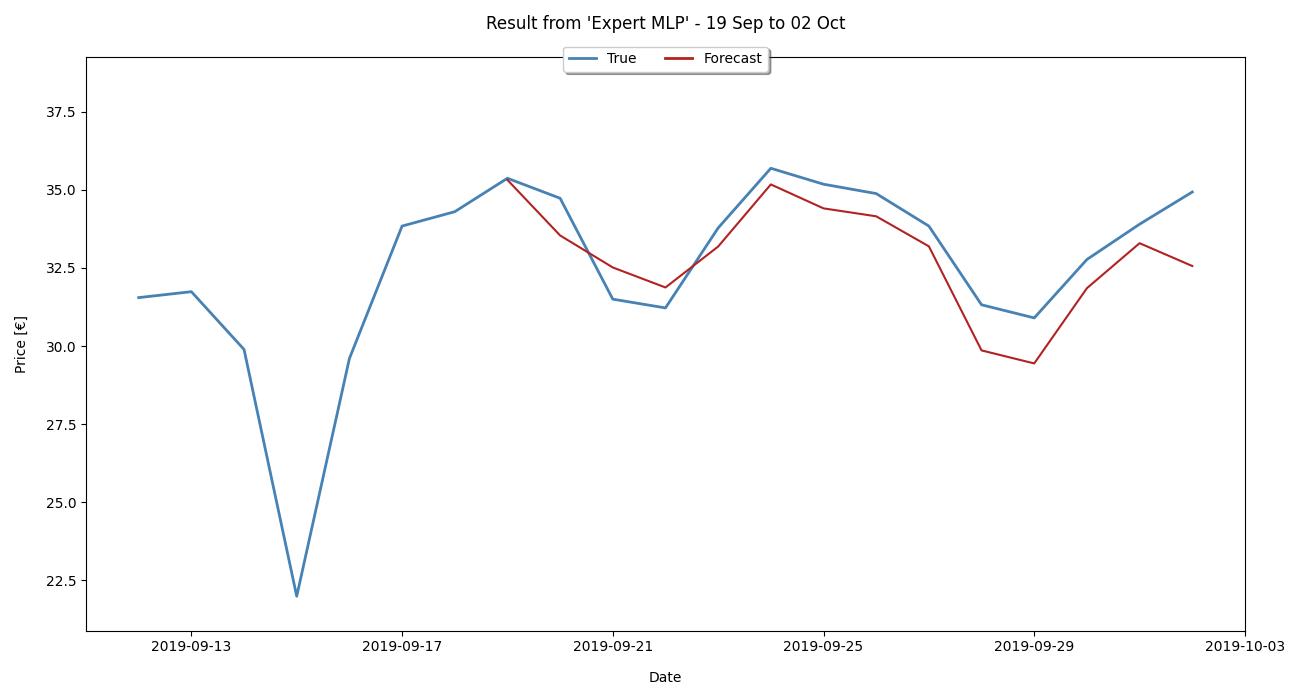 Result from 'Expert MLP' - 19 Sep to 02 Oct
True Forecast
Price [€]
37.5
35.0
32.5
30.0
27.5
25.0
22.5
2019-09-13 2019-09-17 2019-09-21 2019-09-25 2019-09-29 2019-10-03
Date